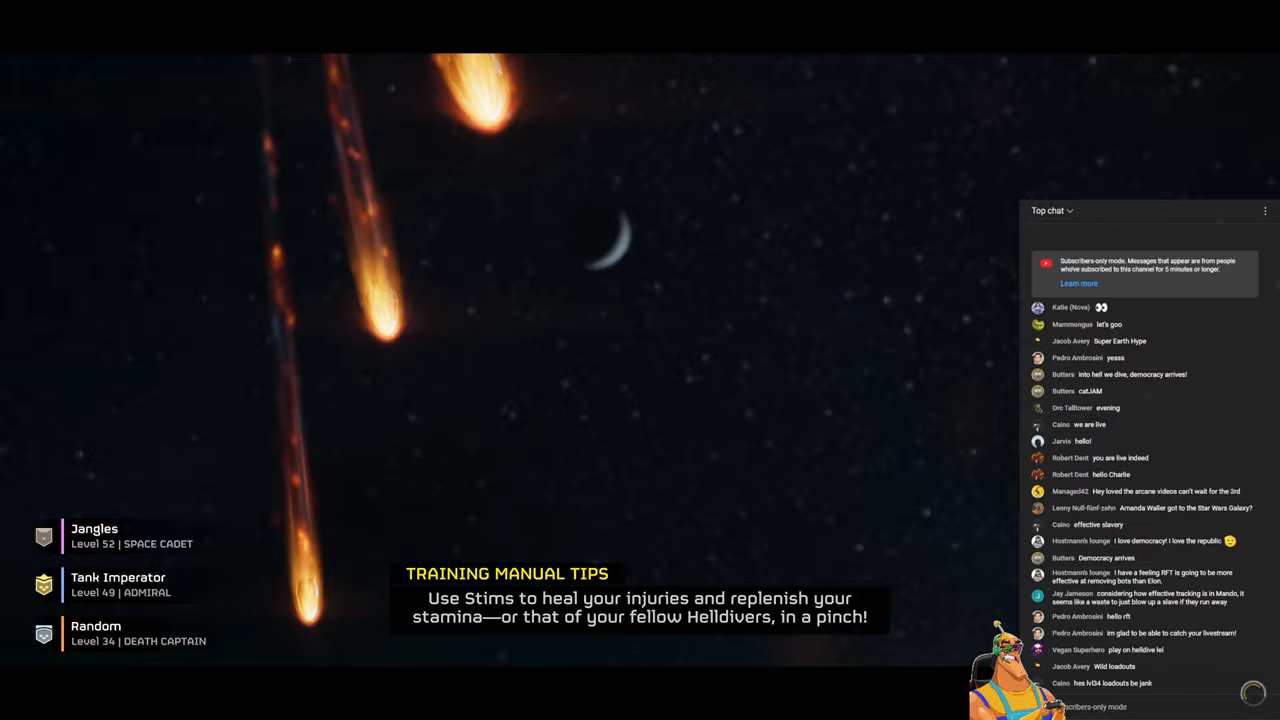 Top chat
Subscribers-only mode. Messages that appear are from people
who've subscribed to this channel for 5 minutes or longer.
Learn more
Katie (Nova) 👀
Mammongus let's goo
Jacob Avery Super Earth Hype
Pedro Ambrosini yesss
Butters into hell we dive, democracy arrives!
Butters catJAM
Orc Talltower evening
Caino we are live
Jarvis hello!
Robert Dent you are live indeed
Robert Dent hello Charlie
Managed42 Hey loved the arcane videos can't wait for the 3rd
Lenny Null-fünf-zehn Amanda Waller got to the Star Wars Galaxy?
Caino effective slavery
Hostmann's lounge I love democracy! I love the republic 🫡
Butters Democracy arrives
Hostmann's lounge I have a feeling RFT is going to be more
effective at removing bots than Elon.
Jay Jameson considering how effective tracking is in Mando, it
seems like a waste to just blow up a slave if they run away
Pedro Ambrosini hello rft
Pedro Ambrosini im glad to be able to catch your livestream!
Vegan Superhero play on helldive lel
Jacob Avery Wild loadouts
Caino hes lvl34 loadouts be jank
scribers-only mode
Jangles
Level 52 | SPACE CADET
Tank Imperator
Level 49 | ADMIRAL
Random
Level 34 | DEATH CAPTAIN
TRAINING MANUAL TIPS
Use Stims to heal your injuries and replenish your
stamina—or that of your fellow Helldivers, in a pinch!